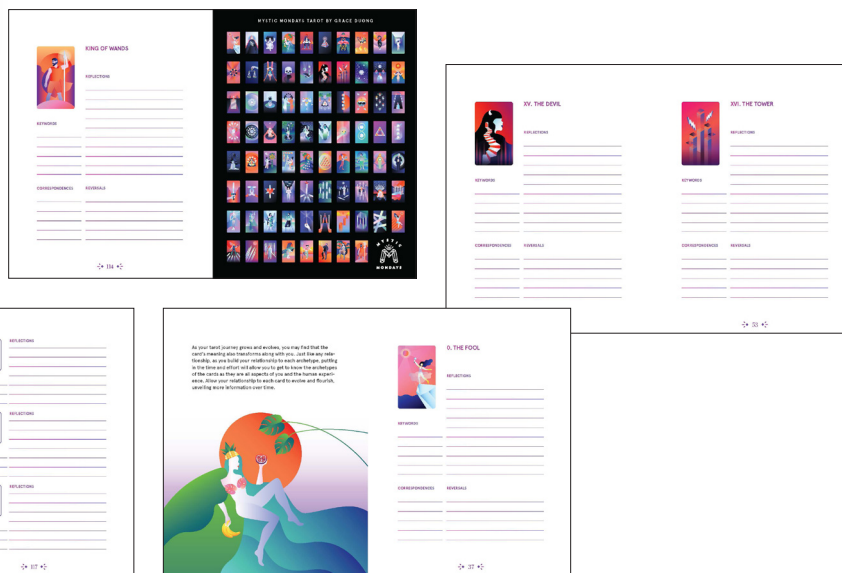 KING OF WANDS
REFLECTIONS
KEYWORDS
CORRESPONDENCES
REVERSALS
114
MYSTIC MONDAYS TAROT BY GRACE DUONG
MYSTIC
MONDAYS
XV. THE DEVIL
REFLECTIONS
KEYWORDS
CORRESPONDENCES
REVERSALS
XVI. THE TOWER
REFLECTIONS
KEYWORDS
CORRESPONDENCES
REVERSALS
53
REFLECTIONS
REFLECTIONS
REFLECTIONS
117
As your tarot journey grows and evolves, you may find that the
card's meaning also transforms along with you. Just like any rela-
tionship, as you build your relationship to each archetype, putting
in the time and effort will allow you to get to know the archetypes
of the cards as they are all aspects of you and the human experi-
ence. Allow your relationship to each card to evolve and flourish,
unveiling more information over time.
0. THE FOOL
REFLECTIONS
KEYWORDS
CORRESPONDENCES
REVERSALS
37